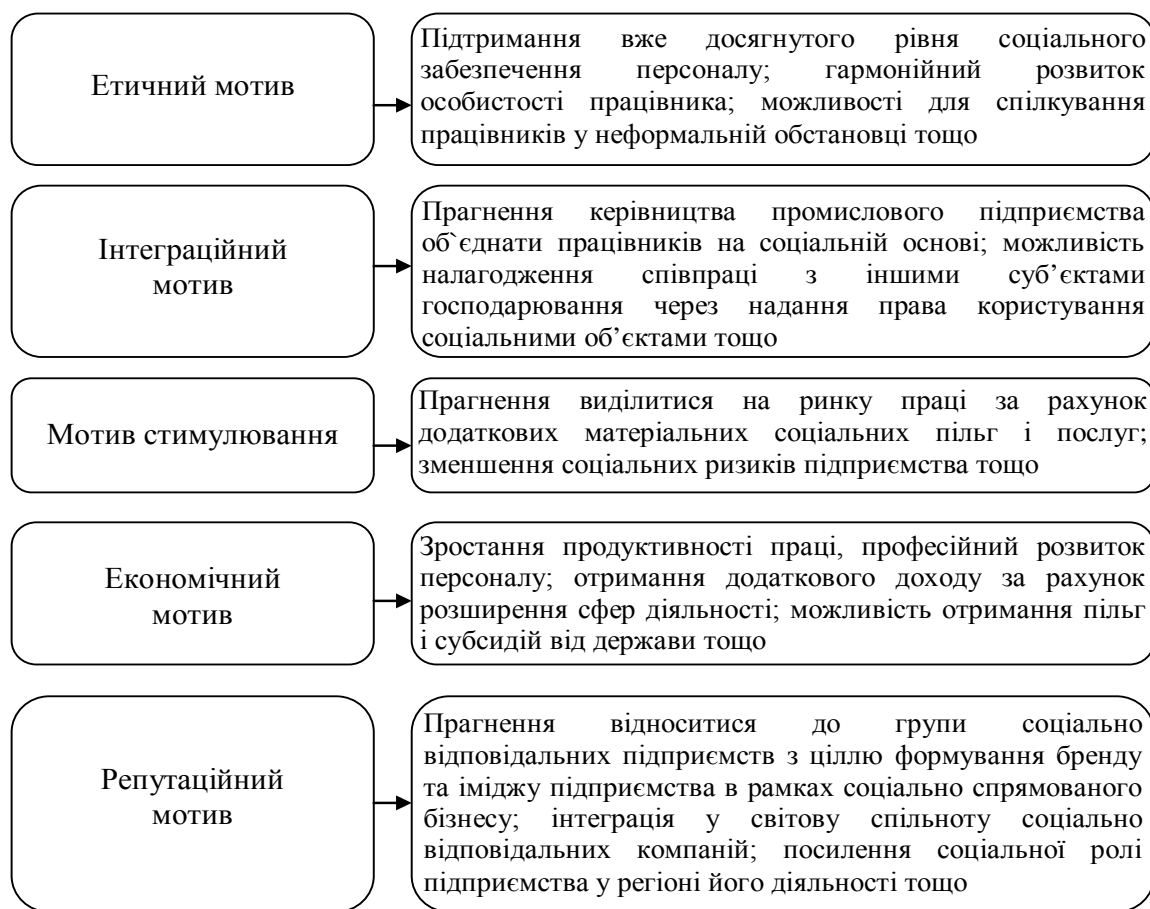 Етичний мотив
Підтримання вже досягнутого рівня соціального
забезпечення персоналу; гармонійний розвиток
особистості працівника; можливості для спілкування
працівників у неформальній обстановці тощо
Інтеграційний
мотив
Прагнення керівництва промислового підприємства
об`єднати працівників на соціальній основі; можливість
налагодження співпраці з іншими суб’єктами
господарювання через надання права користування
соціальними об’єктами тощо
Мотив стимулювання
Прагнення виділитися на ринку праці за рахунок
додаткових матеріальних соціальних пільг і послуг;
зменшення соціальних ризиків підприємства тощо
Економічний
мотив
Зростання продуктивності праці, професійний розвиток
персоналу; отримання додаткового доходу за рахунок
розширення сфер діяльності; можливість отримання пільг
і субсидій від держави тощо
Репутаційний
мотив
Прагнення відноситися до групи соціально
відповідальних підприємств з ціллю формування бренду
та іміджу підприємства в рамках соціально спрямованого
бізнесу; інтеграція у світову спільноту соціально
відповідальних компаній; посилення соціальної ролі
підприємства у регіоні його діяльності тощо